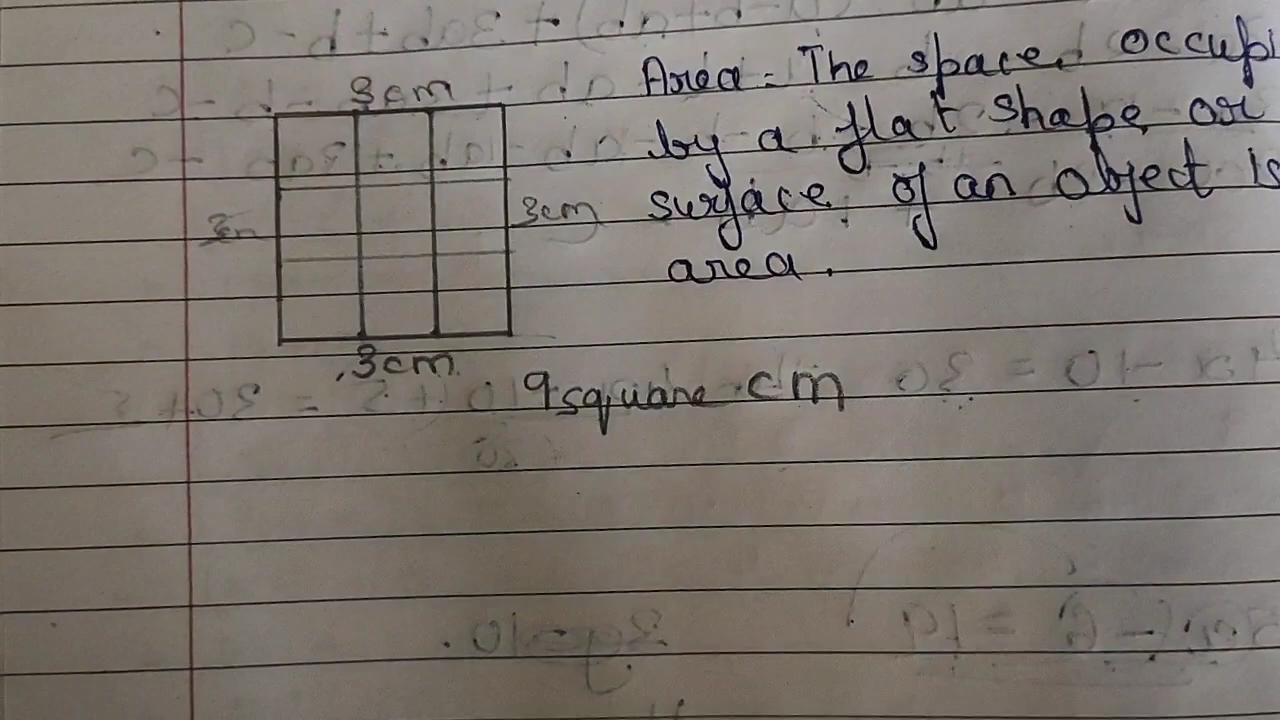 3cm
Area - The space occupi
by a flat shape or
3cm surface of an object is
area.
3cm
9 square cm